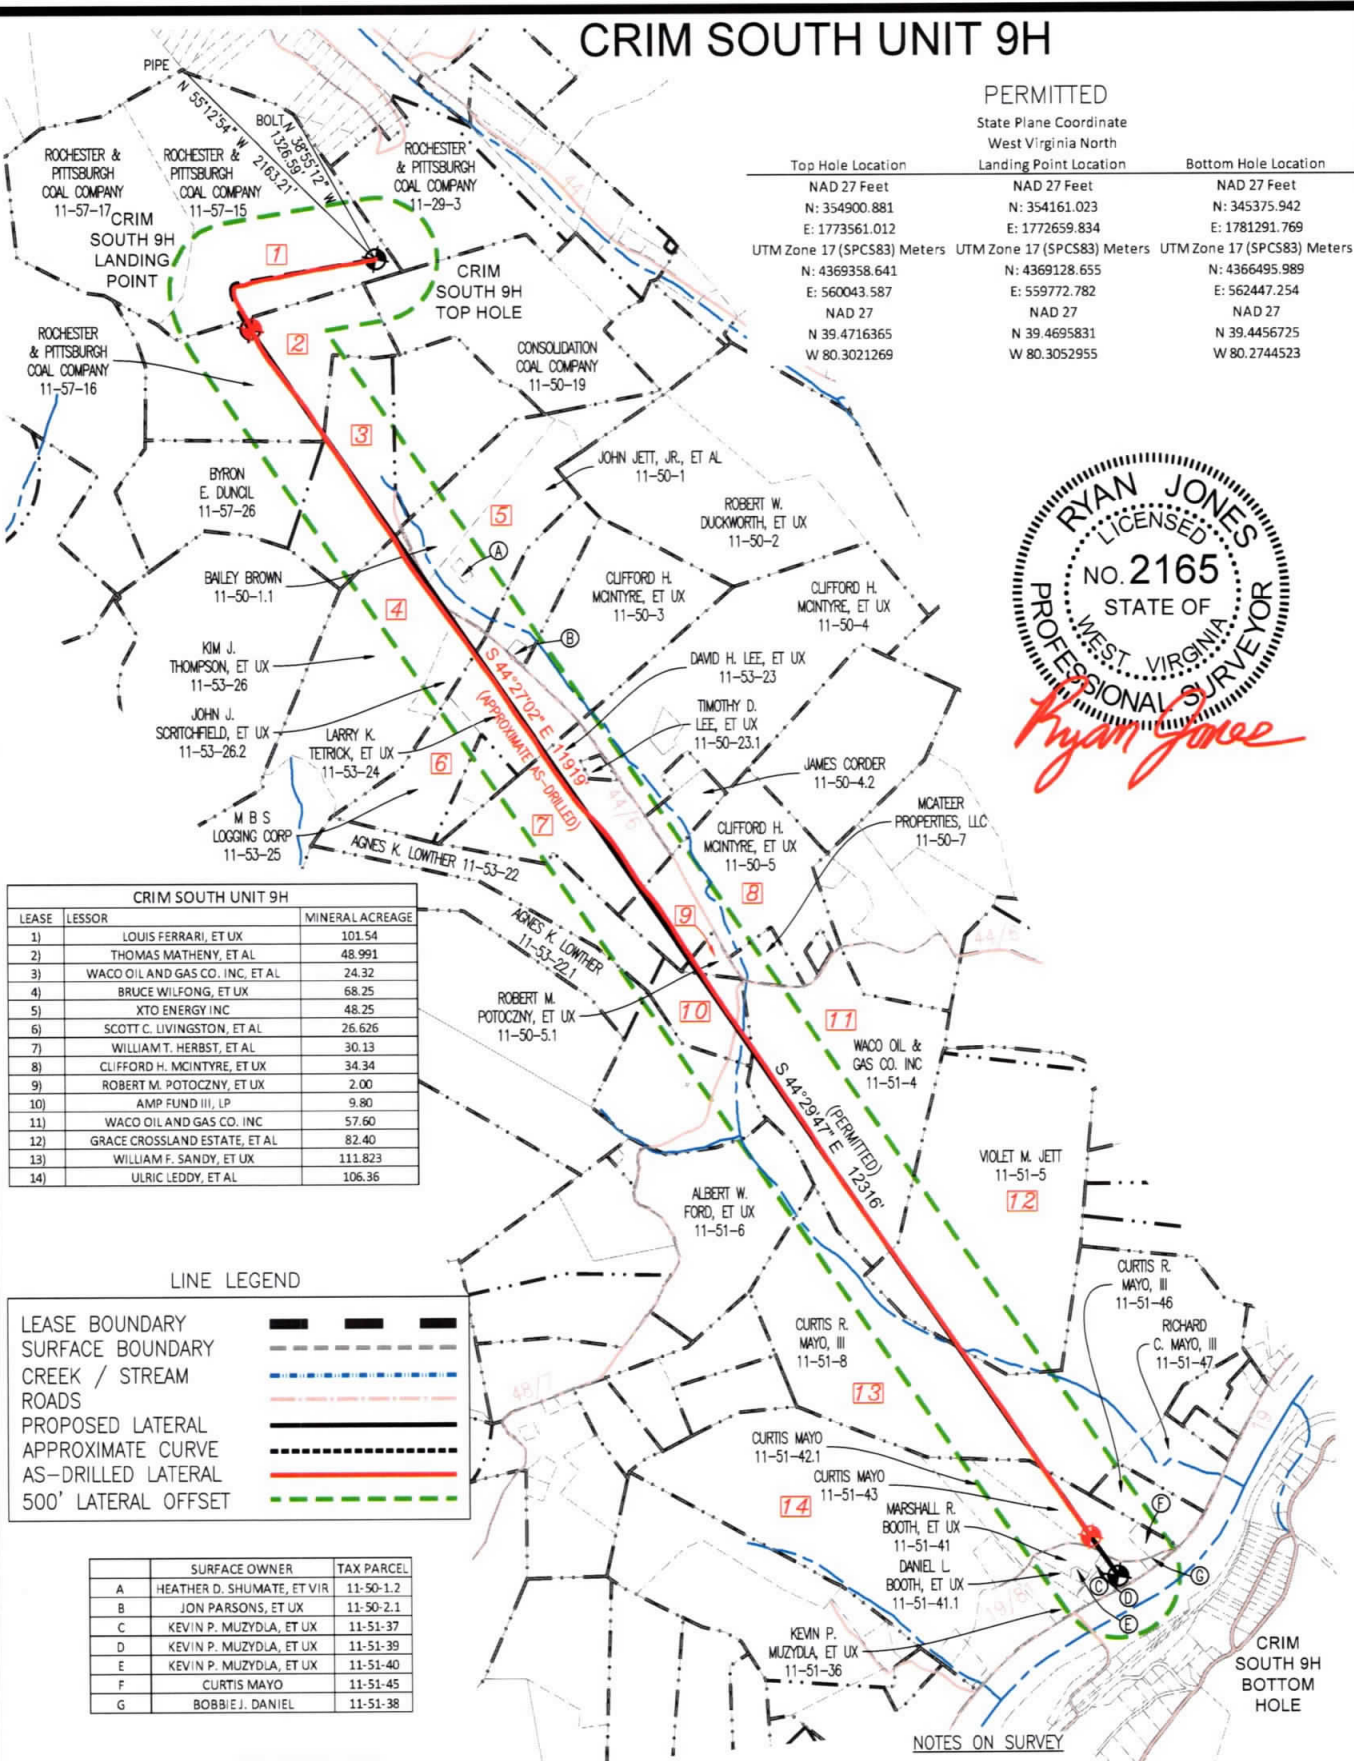 CRIM SOUTH UNIT 9H
PERMITTED
State Plane Coordinate
West Virginia North
Top Hole Location Landing Point Location Bottom Hole Location
NAD 27 Feet NAD 27 Feet NAD 27 Feet
N: 354900.881 N: 354161.023 N: 345375.942
E: 1773561.012 E: 1772659.834 E: 1781291.769
UTM Zone 17 (SPCS83) Meters UTM Zone 17 (SPCS83) Meters UTM Zone 17 (SPCS83) Meters
N: 4369358.641 N: 4369128.655 N: 4366495.989
E: 560043.587 E: 559772.782 E: 562447.254
NAD 27 NAD 27 NAD 27
N 39.4716365 N 39.4695831 N 39.4456725
W 80.3021269 W 80.3052955 W 80.2744523
PIPE
N 55°12'54" W 2163.21'
BOLT
N 38°55'12" W
1326.59'
ROCHESTER &
PITTSBURGH
COAL COMPANY
11-57-17
ROCHESTER &
PITTSBURGH
COAL COMPANY
11-57-15
ROCHESTER
& PITTSBURGH
COAL COMPANY
11-29-3
44
CRIM
SOUTH 9H
LANDING
POINT
1
CRIM
SOUTH 9H
TOP HOLE
ROCHESTER
& PITTSBURGH
COAL COMPANY
11-57-16
2
CONSOLIDATION
COAL COMPANY
11-50-19
3
JOHN JETT, JR., ET AL
11-50-1
BYRON
E. DUNCIL
11-57-26
5
A
ROBERT W.
DUCKWORTH, ET UX
11-50-2
BAILEY BROWN
11-50-1.1
4
CLIFFORD H.
MCINTYRE, ET UX
11-50-3
CLIFFORD H.
MCINTYRE, ET UX
11-50-4
B
KIM J.
THOMPSON, ET UX
11-53-26
DAVID H. LEE, ET UX
11-53-23
JOHN J.
SCRITCHFIELD, ET UX
11-53-26.2
LARRY K.
TETRICK, ET UX
11-53-24
S 44°27'02" E 11919'
(APPROXIMATE AS-DRILLED)
TIMOTHY D.
LEE, ET UX
11-50-23.1
6
JAMES CORDER
11-50-4.2
M B S
LOGGING CORP
11-53-25
7
44/5
CLIFFORD H.
MCINTYRE, ET UX
11-50-5
MCATEER
PROPERTIES, LLC
11-50-7
AGNES K. LOWTHER 11-53-22
8
9
AGNES K. LOWTHER
11-53-22.1
44/5
ROBERT M.
POTOCZNY, ET UX
11-50-5.1
10
11
WACO OIL &
GAS CO. INC
11-51-4
S 44°29'47" E 12316'
(PERMITTED)
VIOLET M. JETT
11-51-5
12
ALBERT W.
FORD, ET UX
11-51-6
CURTIS R.
MAYO, III
11-51-46
CURTIS R.
MAYO, III
11-51-8
RICHARD
C. MAYO, III
11-51-47
13
48/7
19
CURTIS MAYO
11-51-42.1
CURTIS MAYO
11-51-43
14
MARSHALL R.
BOOTH, ET UX
11-51-41
DANIEL L.
BOOTH, ET UX
11-51-41.1
F
G
C
D
E
KEVIN P.
MUZYDLA, ET UX
11-51-36
CRIM
SOUTH 9H
BOTTOM
HOLE
NOTES ON SURVEY
RYAN JONES
LICENSED
NO. 2165
STATE OF
WEST VIRGINIA
PROFESSIONAL SURVEYOR
Ryan Jones
CRIM SOUTH UNIT 9H
LEASE LESSOR MINERAL ACREAGE
1) LOUIS FERRARI, ET UX 101.54
2) THOMAS MATHENY, ET AL 48.991
3) WACO OIL AND GAS CO. INC, ET AL 24.32
4) BRUCE WILFONG, ET UX 68.25
5) XTO ENERGY INC 48.25
6) SCOTT C. LIVINGSTON, ET AL 26.626
7) WILLIAM T. HERBST, ET AL 30.13
8) CLIFFORD H. MCINTYRE, ET UX 34.34
9) ROBERT M. POTOCZNY, ET UX 2.00
10) AMP FUND III, LP 9.80
11) WACO OIL AND GAS CO. INC 57.60
12) GRACE CROSSLAND ESTATE, ET AL 82.40
13) WILLIAM F. SANDY, ET UX 111.823
14) ULRIC LEDDY, ET AL 106.36
LINE LEGEND
LEASE BOUNDARY
SURFACE BOUNDARY
CREEK / STREAM
ROADS
PROPOSED LATERAL
APPROXIMATE CURVE
AS-DRILLED LATERAL
500' LATERAL OFFSET
SURFACE OWNER TAX PARCEL
A HEATHER D. SHUMATE, ET VIR 11-50-1.2
B JON PARSONS, ET UX 11-50-2.1
C KEVIN P. MUZYDLA, ET UX 11-51-37
D KEVIN P. MUZYDLA, ET UX 11-51-39
E KEVIN P. MUZYDLA, ET UX 11-51-40
F CURTIS MAYO 11-51-45
G BOBBIE J. DANIEL 11-51-38